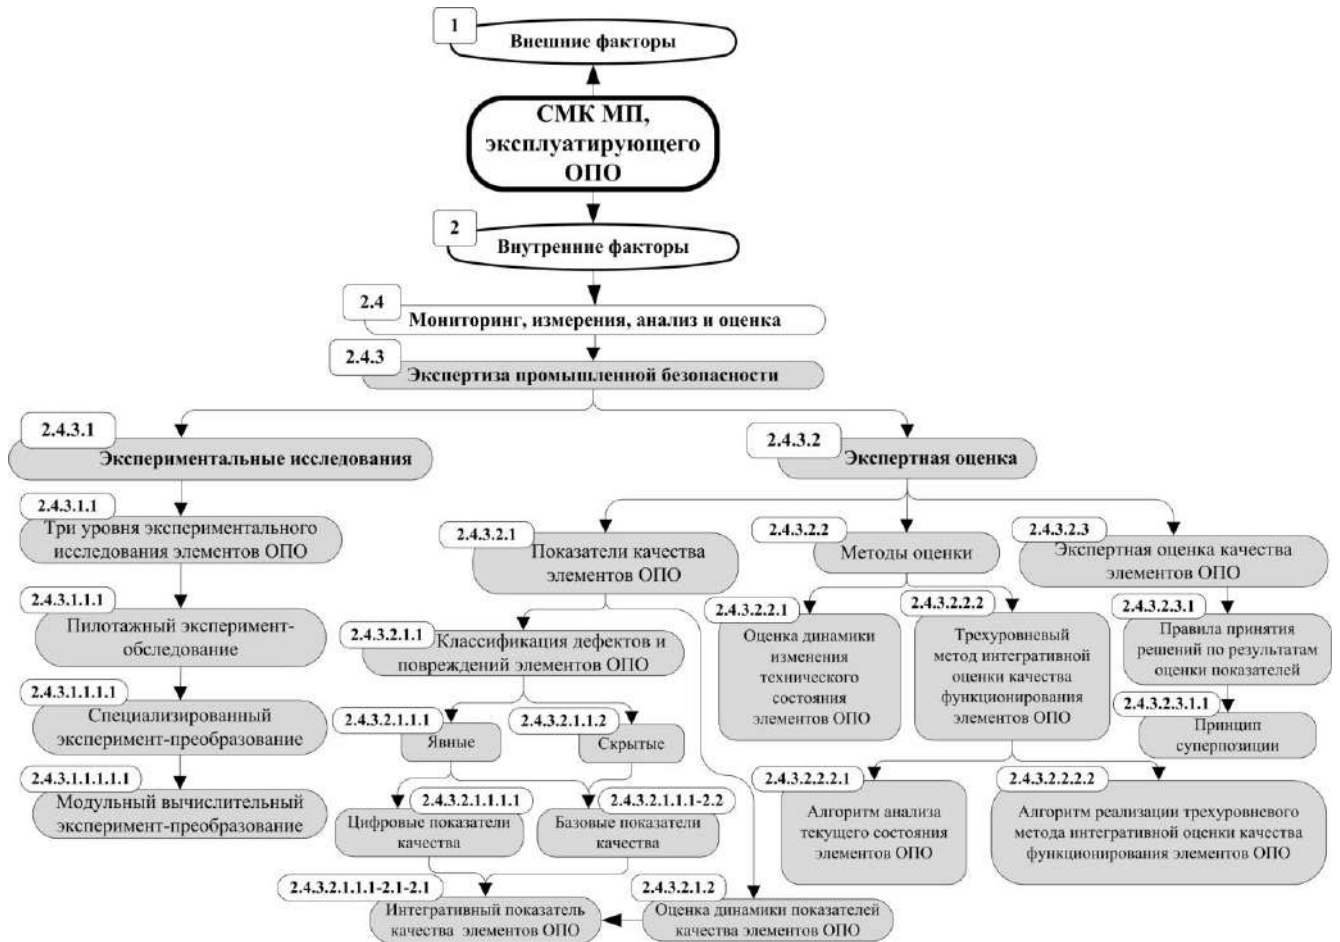 1
Внешние факторы
СМК МП,
эксплуатирующего
ОПО
2
Внутренние факторы
2.4
Мониторинг, измерения, анализ и оценка
2.4.3
Экспертиза промышленной безопасности
2.4.3.1
Экспериментальные исследования
2.4.3.1.1
Три уровня экспериментального
исследования элементов ОПО
2.4.3.1.1.1
Пилотажный эксперимент-
обследование
2.4.3.1.1.1.1
Специализированный
эксперимент-преобразование
2.4.3.1.1.1.1.1
Модульный вычислительный
эксперимент-преобразование
2.4.3.2
Экспертная оценка
2.4.3.2.1
Показатели качества
элементов ОПО
2.4.3.2.1.1
Классификация дефектов и
повреждений элементов ОПО
2.4.3.2.1.1.1
Явные
2.4.3.2.1.1.2
Скрытые
2.4.3.2.1.1.1.1
Цифровые показатели
качества
2.4.3.2.1.1.1-2.2
Базовые показатели
качества
2.4.3.2.1.1.1-2.1-2.1
Интегративный показатель
качества элементов ОПО
2.4.3.2.1.2
Оценка динамики показателей
качества элементов ОПО
2.4.3.2.2
Методы оценки
2.4.3.2.2.1
Оценка динамики
изменения
технического
состояния
элементов ОПО
2.4.3.2.2.2
Трехуровневый
метод интегративной
оценки качества
функционирования
элементов ОПО
2.4.3.2.2.2.1
Алгоритм анализа
текущего состояния
элементов ОПО
2.4.3.2.2.2.2
Алгоритм реализации трехуровневого
метода интегративной оценки качества
функционирования элементов ОПО
2.4.3.2.3
Экспертная оценка качества
элементов ОПО
2.4.3.2.3.1
Правила принятия
решений по результатам
оценки показателей
2.4.3.2.3.1.1
Принцип
суперпозиции